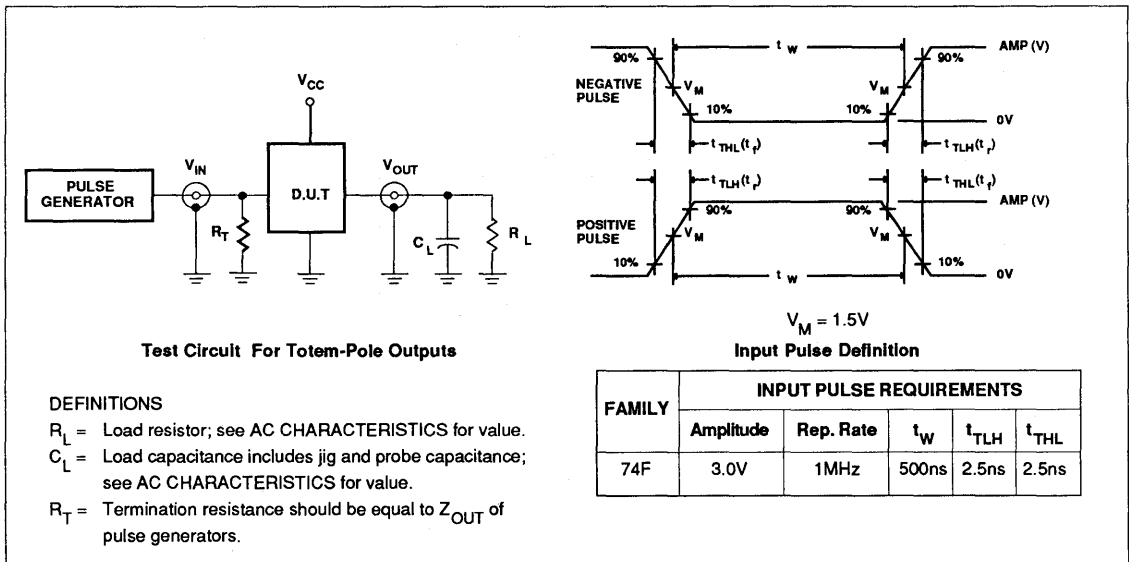 V_CC
V_IN
V_OUT
PULSE GENERATOR
D.U.T
R_T
C_L
R_L
Test Circuit For Totem-Pole Outputs
DEFINITIONS
R_L = Load resistor; see AC CHARACTERISTICS for value.
C_L = Load capacitance includes jig and probe capacitance;
see AC CHARACTERISTICS for value.
R_T = Termination resistance should be equal to Z_OUT of
pulse generators.
t_W
AMP (V)
90%
90%
NEGATIVE
PULSE
V_M
V_M
10%
10%
0V
t_THL(t_f)
t_TLH(t_r)
t_TLH(t_r)
t_THL(t_f)
AMP (V)
90%
90%
POSITIVE
PULSE
V_M
V_M
10%
10%
t_W
0V
V_M = 1.5V
Input Pulse Definition
FAMILY INPUT PULSE REQUIREMENTS
Amplitude Rep. Rate t_W t_TLH t_THL
74F 3.0V 1MHz 500ns 2.5ns 2.5ns